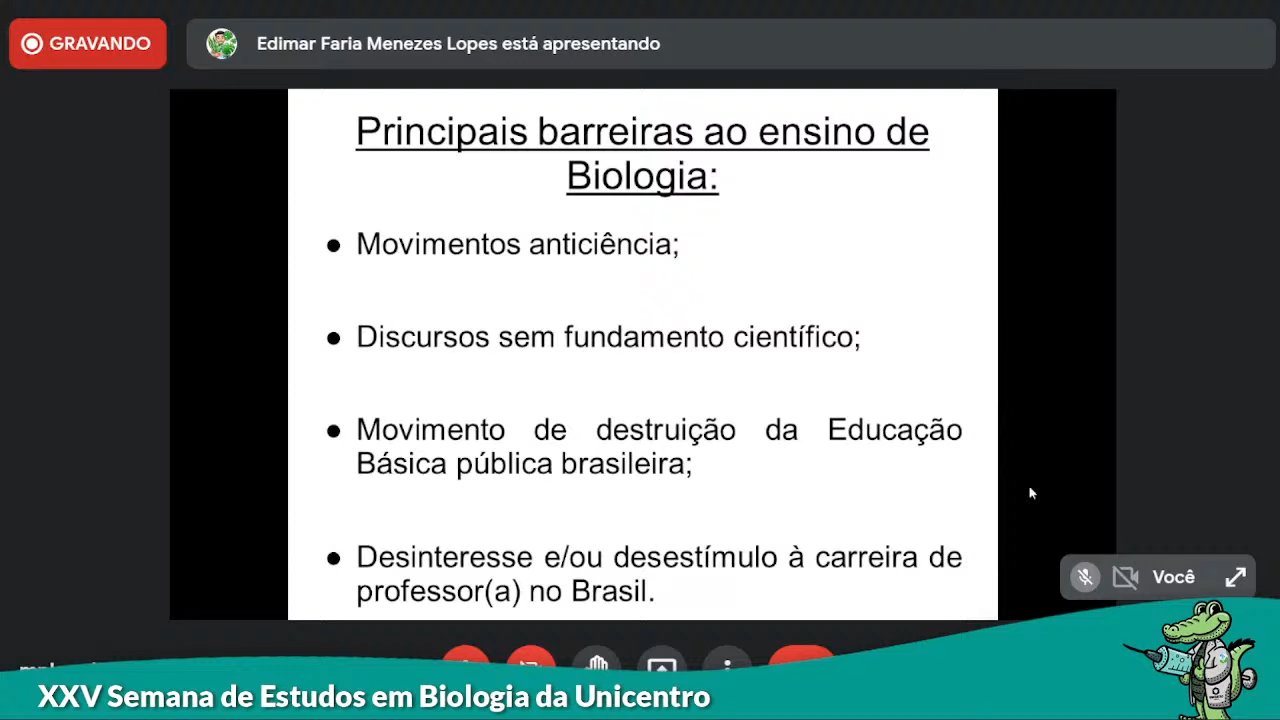 GRAVANDO
Edimar Faria Menezes Lopes está apresentando
Principais barreiras ao ensino de
Biologia:
● Movimentos anticiência;
● Discursos sem fundamento científico;
● Movimento de destruição da Educação
Básica pública brasileira;
● Desinteresse e/ou desestímulo à carreira de
professor(a) no Brasil.
Você
XXV Semana de Estudos em Biologia da Unicentro